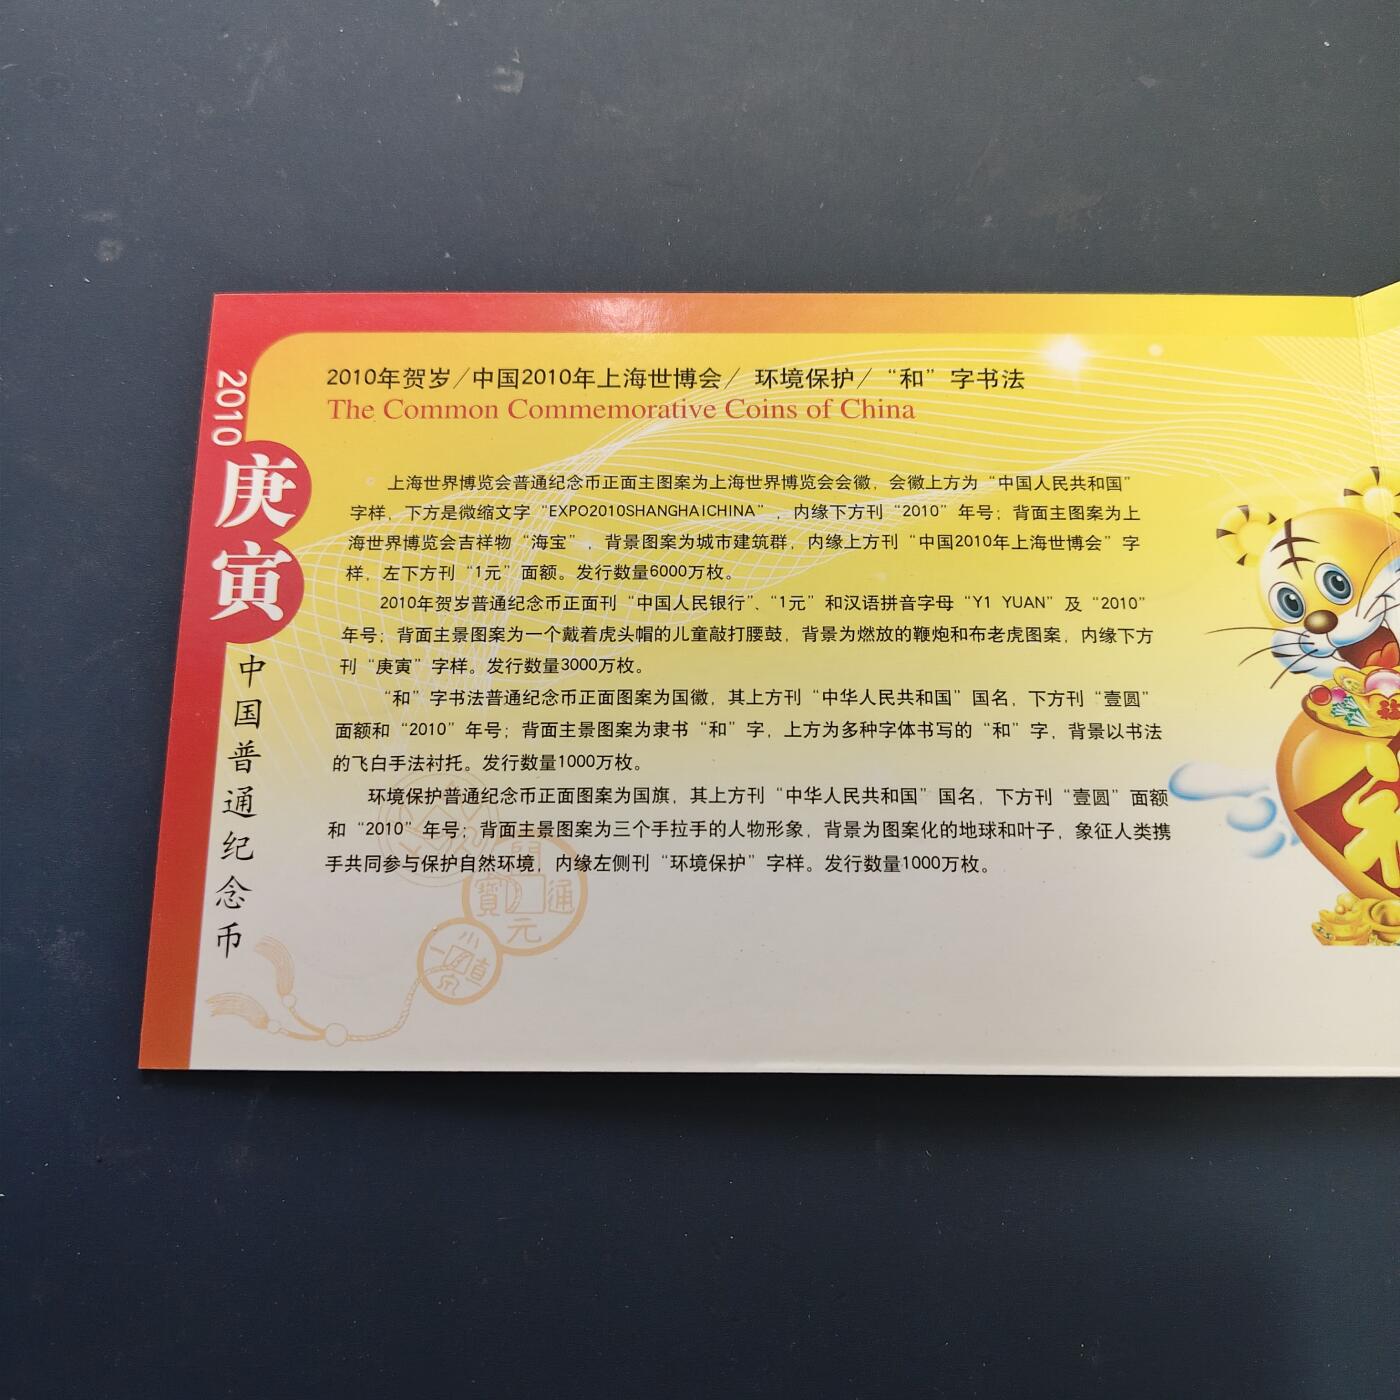 2010年贺岁/中国2010年上海世博会/ 环境保护/“和”字书法
The Common Commemorative Coins of China
2010
庚寅
中国普通纪念币
上海世界博览会普通纪念币正面主图案为上海世界博览会会徽，会徽上方为“中国人民共和国”
字样，下方是微缩文字“EXPO2010SHANGHAICHINA”，内缘下方刊“2010”年号；背面主图案为上
海世界博览会吉祥物“海宝”，背景图案为城市建筑群，内缘上方刊“中国2010年上海世博会”字
样，左下方刊“1元”面额。发行数量6000万枚。
2010年贺岁普通纪念币正面刊“中国人民银行”、“1元”和汉语拼音字母“Y1 YUAN”及“2010”
年号；背面主景图案为一个戴着虎头帽的儿童敲打腰鼓，背景为燃放的鞭炮和布老虎图案，内缘下方
刊“庚寅”字样。发行数量3000万枚。
“和”字书法普通纪念币正面图案为国徽，其上方刊“中华人民共和国”国名，下方刊“壹圆”
面额和“2010”年号；背面主景图案为隶书“和”字，上方为多种字体书写的“和”字，背景以书法
的飞白手法衬托。发行数量1000万枚。
环境保护普通纪念币正面图案为国旗，其上方刊“中华人民共和国”国名，下方刊“壹圆”面额
和“2010”年号；背面主景图案为三个手拉手的人物形象，背景为图案化的地球和叶子，象征人类携
手共同参与保护自然环境，内缘左侧刊“环境保护”字样。发行数量1000万枚。
通
元
寶